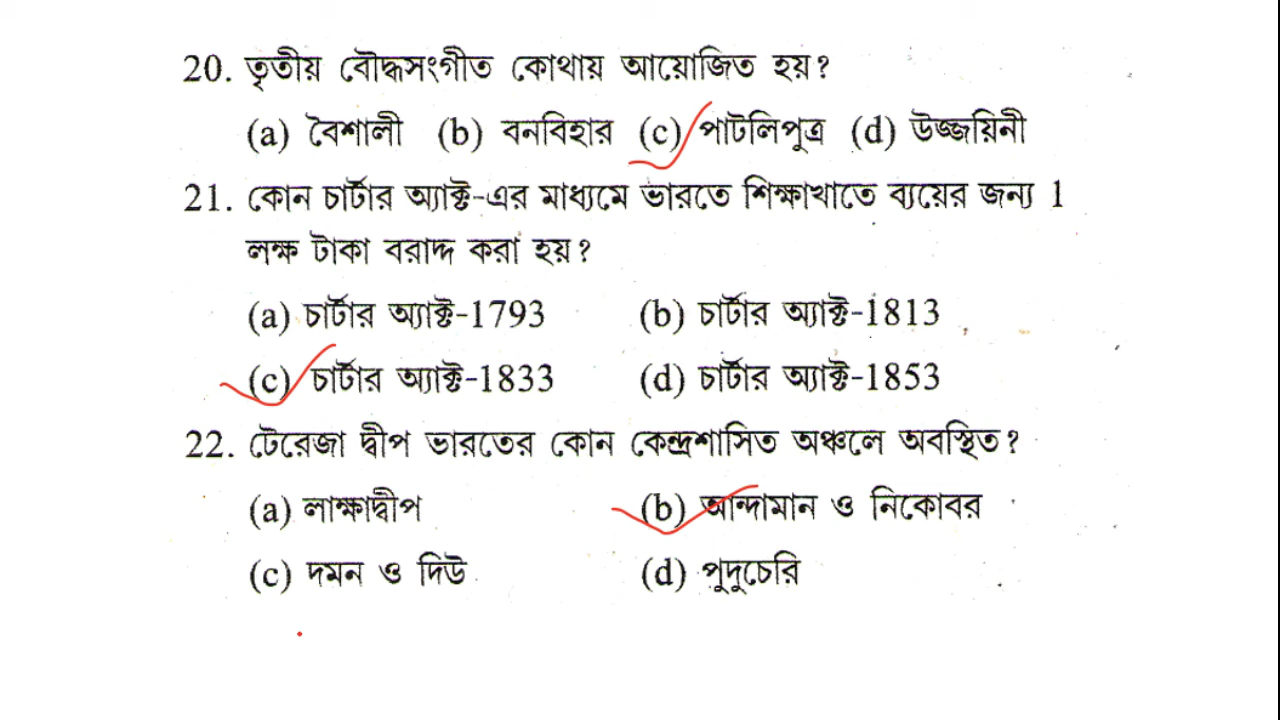 20. তৃতীয় বৌদ্ধসংগীত কোথায় আয়োজিত হয়?
(a) বৈশালী (b) বনবিহার (c) পাটলিপুত্র (d) উজ্জয়িনী
21. কোন চার্টার অ্যাক্ট-এর মাধ্যমে ভারতে শিক্ষাখাতে ব্যয়ের জন্য 1
লক্ষ টাকা বরাদ্দ করা হয়?
(a) চার্টার অ্যাক্ট-1793 (b) চার্টার অ্যাক্ট-1813
(c) চার্টার অ্যাক্ট-1833 (d) চার্টার অ্যাক্ট-1853
22. টেরেজা দ্বীপ ভারতের কোন কেন্দ্রশাসিত অঞ্চলে অবস্থিত?
(a) লাক্ষাদ্বীপ (b) আন্দামান ও নিকোবর
(c) দমন ও দিউ (d) পুদুচেরি